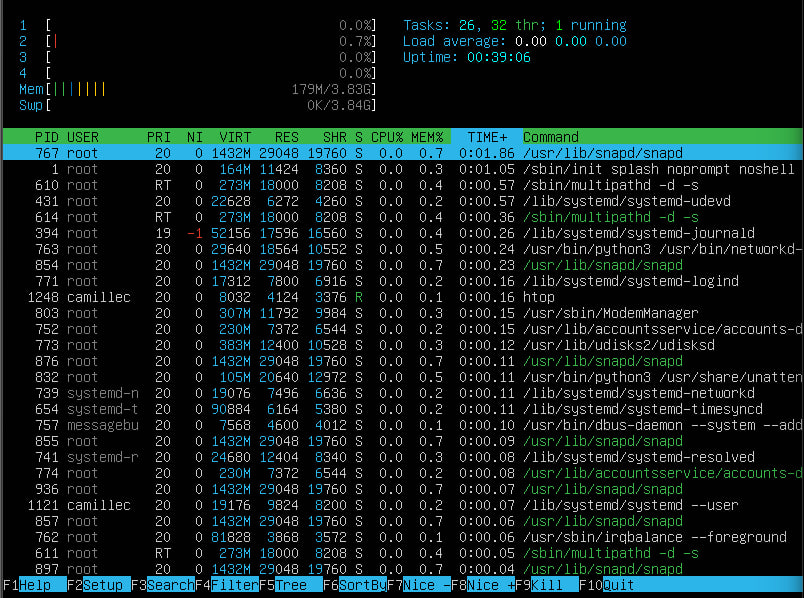 1 [ 0.0%] Tasks: 26, 32 thr; 1 running
2 [| 0.7%] Load average: 0.00 0.00 0.00
3 [ 0.0%] Uptime: 00:39:06
4 [ 0.0%]
Mem[||||||| 179M/3.83G]
Swp[ 0K/3.84G]
PID USER PRI NI VIRT RES SHR S CPU% MEM% TIME+ Command
767 root 20 0 1432M 29048 19760 S 0.0 0.7 0:01.86 /usr/lib/snapd/snapd
1 root 20 0 164M 11424 8360 S 0.0 0.3 0:01.05 /sbin/init splash noprompt noshell
610 root RT 0 273M 18000 8208 S 0.0 0.4 0:00.57 /sbin/multipathd -d -s
431 root 20 0 22628 6272 4260 S 0.0 0.2 0:00.57 /lib/systemd/systemd-udevd
614 root RT 0 273M 18000 8208 S 0.0 0.4 0:00.36 /sbin/multipathd -d -s
394 root 19 -1 52156 17596 16560 S 0.0 0.4 0:00.26 /lib/systemd/systemd-journald
763 root 20 0 29640 18564 10552 S 0.0 0.5 0:00.24 /usr/bin/python3 /usr/bin/networkd-
854 root 20 0 1432M 29048 19760 S 0.0 0.7 0:00.23 /usr/lib/snapd/snapd
771 root 20 0 17312 7800 6916 S 0.0 0.2 0:00.16 /lib/systemd/systemd-logind
1248 camillec 20 0 8032 4124 3376 R 0.0 0.1 0:00.16 htop
803 root 20 0 307M 11792 9984 S 0.0 0.3 0:00.15 /usr/sbin/ModemManager
752 root 20 0 230M 7372 6544 S 0.0 0.2 0:00.15 /usr/lib/accountsservice/accounts-d
773 root 20 0 383M 12400 10528 S 0.0 0.3 0:00.12 /usr/lib/udisks2/udisksd
876 root 20 0 1432M 29048 19760 S 0.0 0.7 0:00.11 /usr/lib/snapd/snapd
832 root 20 0 105M 20640 12972 S 0.0 0.5 0:00.11 /usr/bin/python3 /usr/share/unatten
739 systemd-n 20 0 19076 7496 6636 S 0.0 0.2 0:00.11 /lib/systemd/systemd-networkd
654 systemd-t 20 0 90884 6164 5380 S 0.0 0.2 0:00.11 /lib/systemd/systemd-timesyncd
757 messagebu 20 0 7568 4600 4012 S 0.0 0.1 0:00.10 /usr/bin/dbus-daemon --system --add
855 root 20 0 1432M 29048 19760 S 0.0 0.7 0:00.09 /usr/lib/snapd/snapd
741 systemd-r 20 0 24680 12404 8340 S 0.0 0.3 0:00.08 /lib/systemd/systemd-resolved
774 root 20 0 230M 7372 6544 S 0.0 0.2 0:00.08 /usr/lib/accountsservice/accounts-d
936 root 20 0 1432M 29048 19760 S 0.0 0.7 0:00.07 /usr/lib/snapd/snapd
1121 camillec 20 0 19176 9824 8200 S 0.0 0.2 0:00.07 /lib/systemd/systemd --user
857 root 20 0 1432M 29048 19760 S 0.0 0.7 0:00.06 /usr/lib/snapd/snapd
762 root 20 0 81828 3868 3572 S 0.0 0.1 0:00.06 /usr/sbin/irqbalance --foreground
611 root RT 0 273M 18000 8208 S 0.0 0.4 0:00.05 /sbin/multipathd -d -s
897 root 20 0 1432M 29048 19760 S 0.0 0.7 0:00.04 /usr/lib/snapd/snapd
F1Help F2Setup F3SearchF4FilterF5Tree F6SortByF7Nice -F8Nice +F9Kill F10Quit